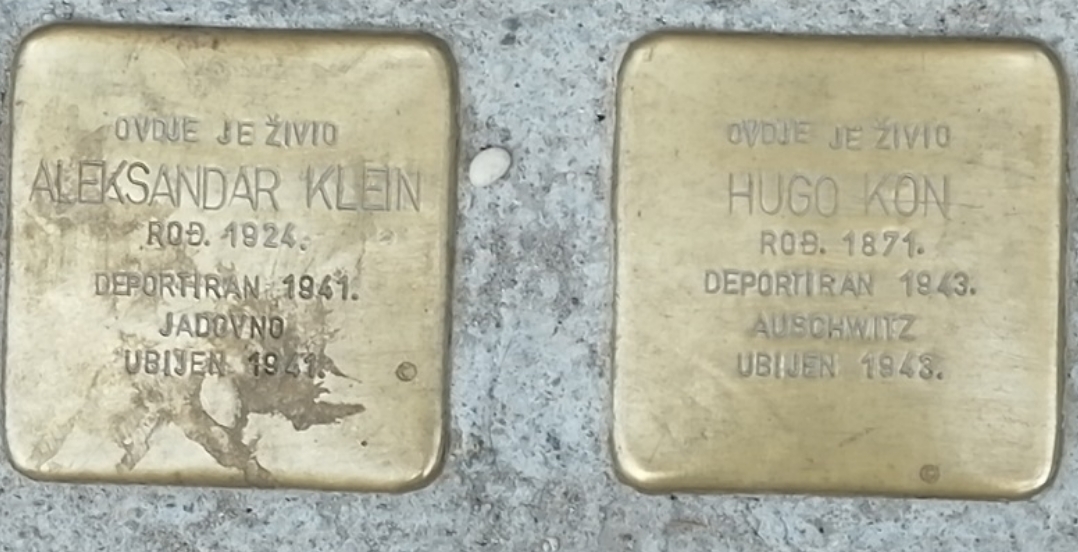 OVDJE JE ŽIVIO
ALEKSANDAR KLEIN
ROĐ. 1924.
DEPORTIRAN 1941.
JADOVNO
UBIJEN 1941.
©
OVDJE JE ŽIVIO
HUGO KON
ROĐ. 1871.
DEPORTIRAN 1943.
AUSCHWITZ
UBIJEN 1943.
©